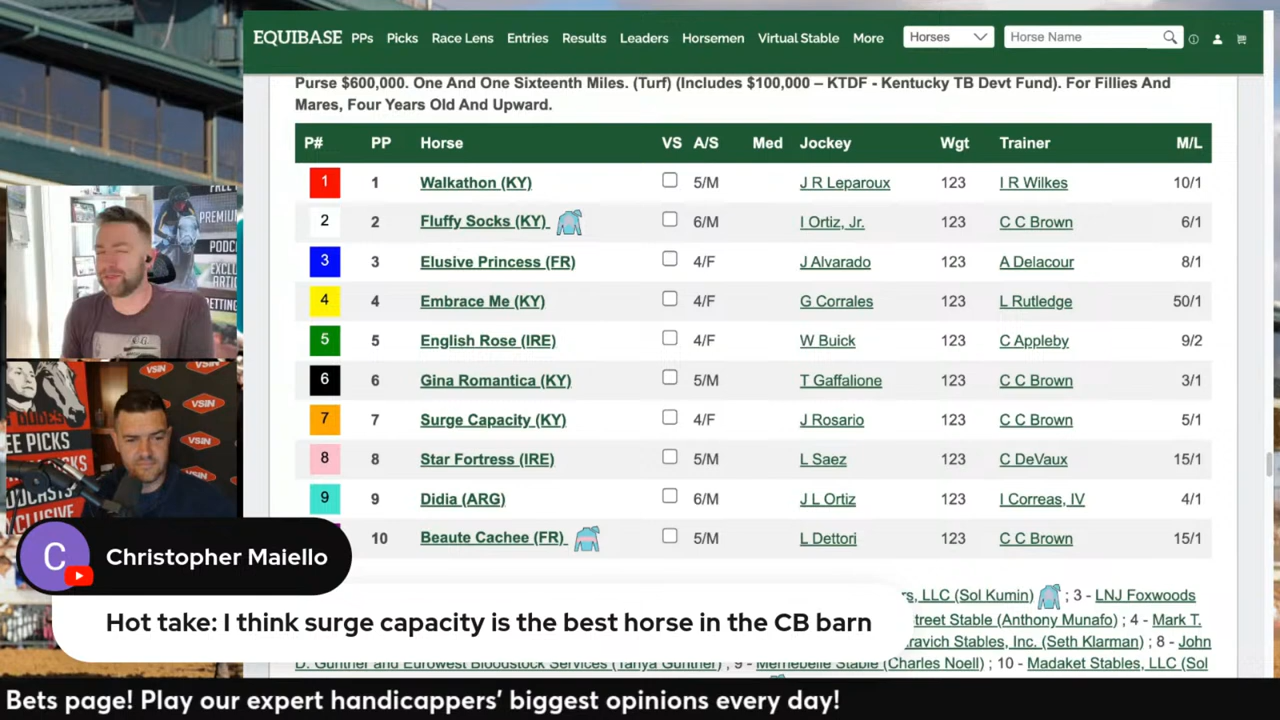 EQUIBASE PPs Picks Race Lens Entries Results Leaders Horsemen Virtual Stable More Horses Horse Name
Purse $600,000. One And One Sixteenth Miles. (Turf) (Includes $100,000 – KTDF - Kentucky TB Devt Fund). For Fillies And
Mares, Four Years Old And Upward.
P# PP Horse VS A/S Med Jockey Wgt Trainer M/L
1 1 Walkathon (KY) 5/M J R Leparoux 123 I R Wilkes 10/1
2 2 Fluffy Socks (KY) 6/M I Ortiz, Jr. 123 C C Brown 6/1
3 3 Elusive Princess (FR) 4/F J Alvarado 123 A Delacour 8/1
4 4 Embrace Me (KY) 4/F G Corrales 123 L Rutledge 50/1
5 5 English Rose (IRE) 4/F W Buick 123 C Appleby 9/2
6 6 Gina Romantica (KY) 5/M T Gaffalione 123 C C Brown 3/1
7 7 Surge Capacity (KY) 4/F J Rosario 123 C C Brown 5/1
8 8 Star Fortress (IRE) 5/M L Saez 123 C DeVaux 15/1
9 9 Didia (ARG) 6/M J L Ortiz 123 I Correas, IV 4/1
10 Beaute Cachee (FR) 5/M L Dettori 123 C C Brown 15/1
PREMIUM
PODC
EXCLU
ARTIC
BETTING
VSiN
VSiN
VSiN
DUDES
EE PICKS
C
Christopher Maiello
Hot take: I think surge capacity is the best horse in the CB barn
rs, LLC (Sol Kumin) ; 3 - LNJ Foxwoods
treet Stable (Anthony Munafo) ; 4 - Mark T.
ravich Stables, Inc. (Seth Klarman) ; 8 - John
D. Gunther and Eurowest Bloodstock Services (Tanya Gunther) ; 9 - Merriebelle Stable (Charles Noell) ; 10 - Madaket Stables, LLC (Sol
Bets page! Play our expert handicappers' biggest opinions every day!